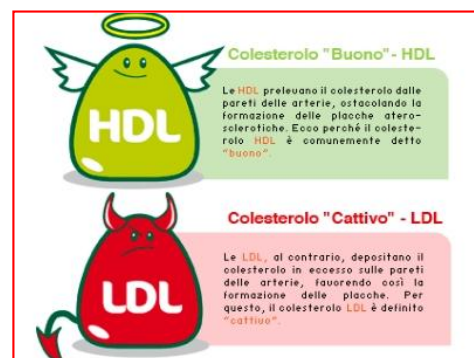 Colesterolo "Buono"- HDL
HDL
Le HDL prelevano il colesterolo dalle
pareti delle arterie, ostacolando la
formazione delle placche atero-
sclerotiche. Ecco perché il coleste-
rolo HDL è comunemente detto
"buono".
Colesterolo "Cattivo" - LDL
LDL
Le LDL, al contrario, depositano il
colesterolo in eccesso sulle pareti
delle arterie, favorendo così la
formazione delle placche. Per
questo, il colesterolo LDL è definito
"cattivo".